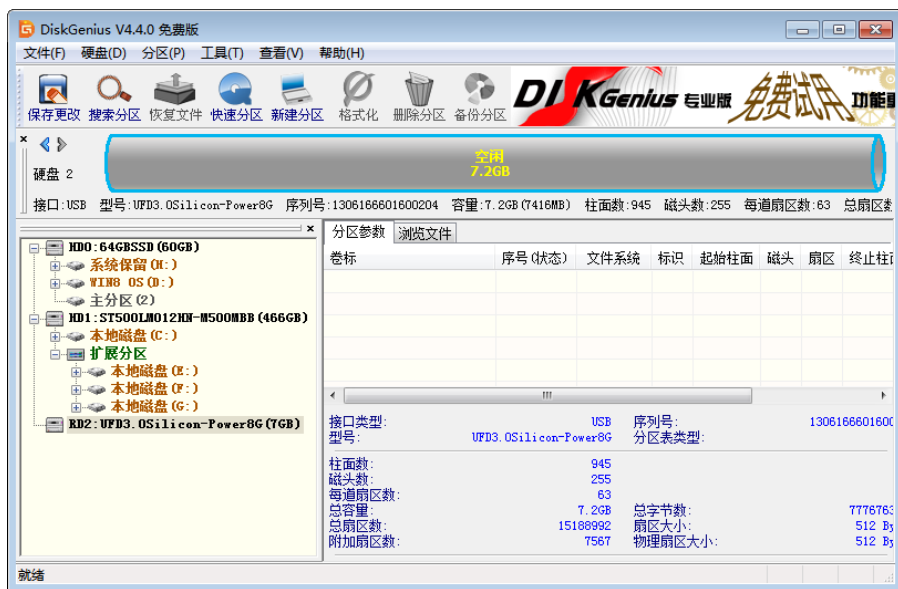 DiskGenius V4.4.0 免费版
文件(F) 硬盘(D) 分区(P) 工具(T) 查看(V) 帮助(H)
保存更改 搜索分区 恢复文件 快速分区 新建分区 格式化 删除分区 备份分区 DISKGenius 专业版 免费试用 功能
空闲
7.2GB
硬盘 2
接口:USB 型号:UFD3.0Silicon-Power8G 序列号:1306166601600204 容量:7.2GB(7416MB) 柱面数:945 磁头数:255 每道扇区数:63 总扇区数
HD0:64GBSSD(60GB)
系统保留(H:)
WIN8 OS(D:)
主分区(2)
HD1:ST500LM012HN-M500MBB(466GB)
本地磁盘(C:)
扩展分区
本地磁盘(E:)
本地磁盘(F:)
本地磁盘(G:)
RD2:UFD3.0Silicon-Power8G(7GB)
分区参数 浏览文件
卷标 序号(状态) 文件系统 标识 起始柱面 磁头 扇区 终止柱面
接口类型: USB 序列号: 1306166601600
型号: UFD3.0Silicon-Power8G 分区表类型:
柱面数: 945
磁头数: 255
每道扇区数: 63
总容量: 7.2GB 总字节数: 7776763
总扇区数: 15188992 扇区大小: 512 By
附加扇区数: 7567 物理扇区大小: 512 By
就绪